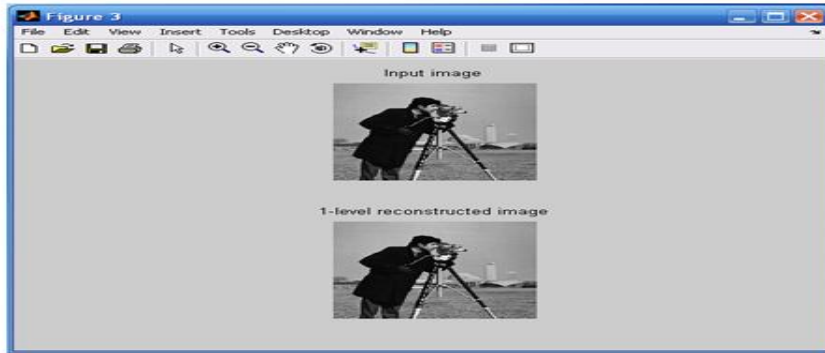 Figure 3
File Edit View Insert Tools Desktop Window Help
Input image
1-level reconstructed image